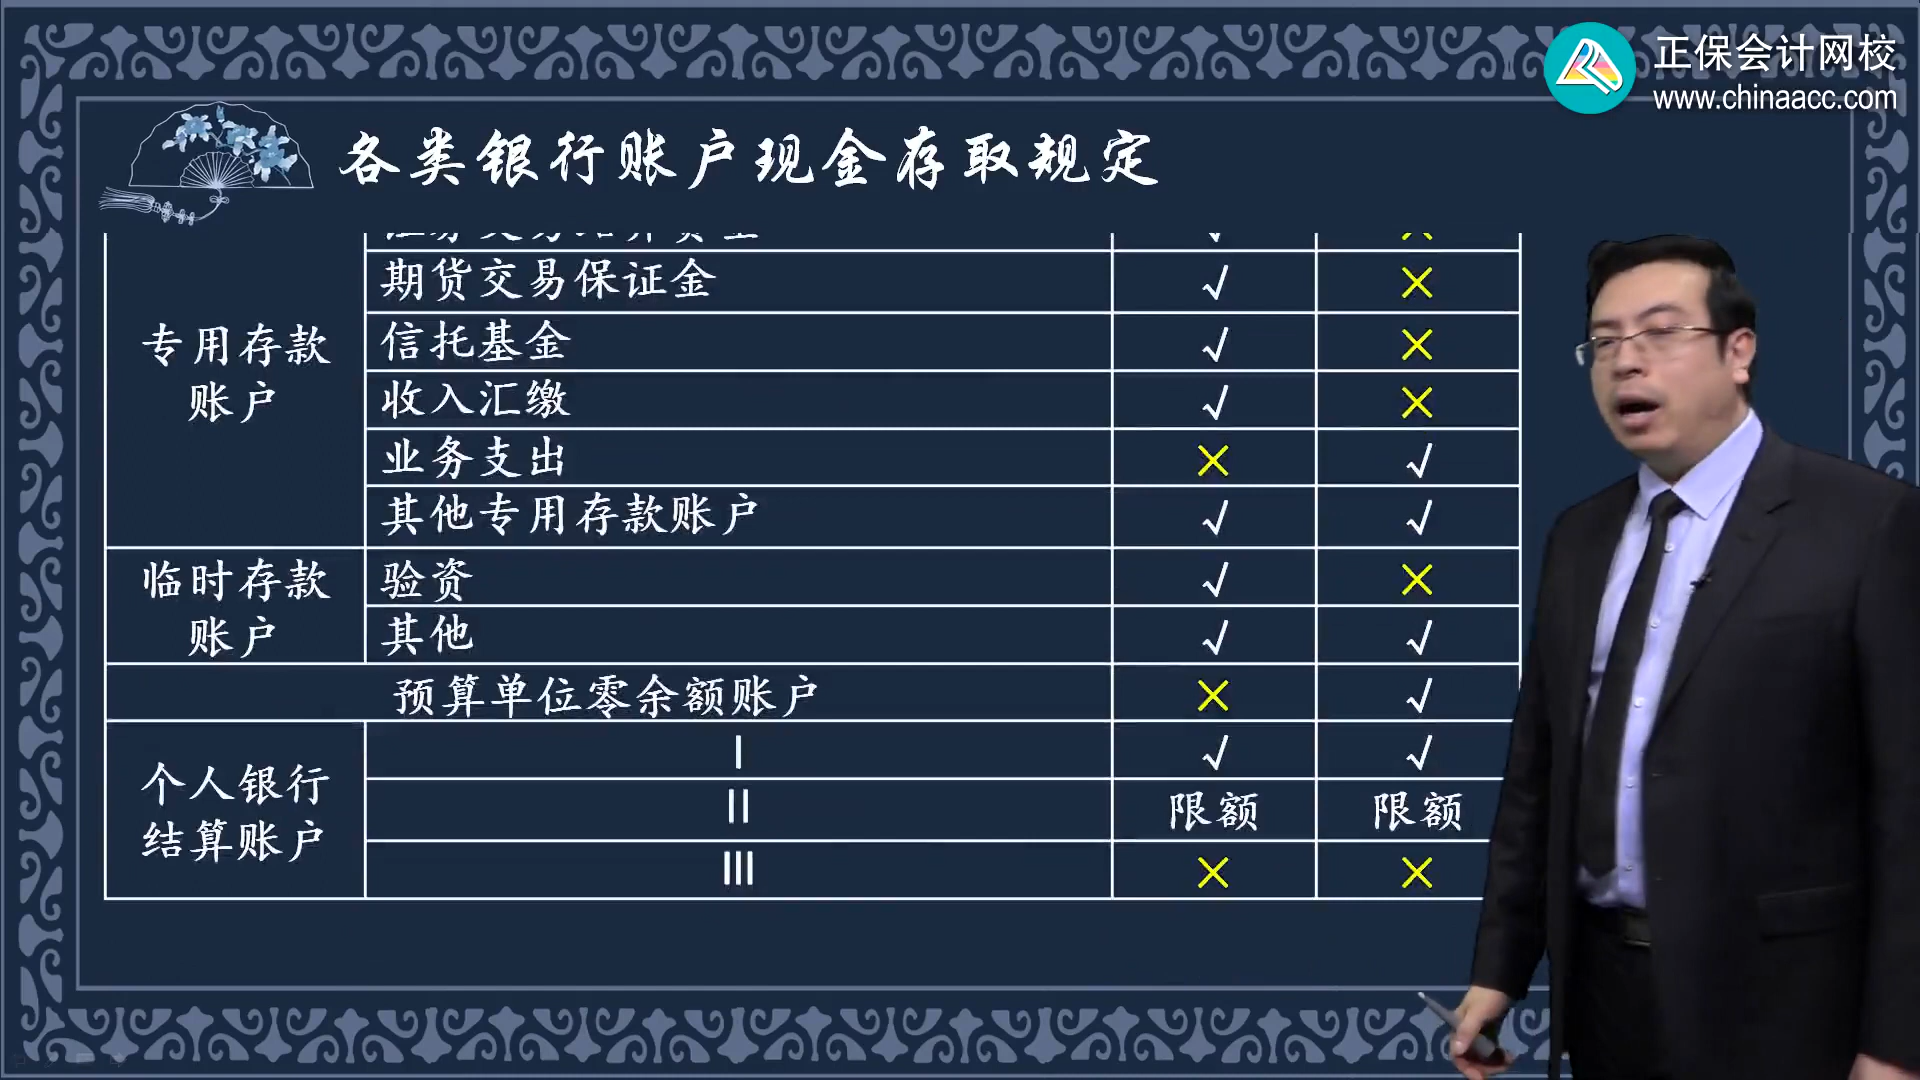 正保会计网校
www.chinaacc.com
各类银行账户现金存取规定
专用存款
账户
期货交易保证金 √ ×
信托基金 √ ×
收入汇缴 √ ×
业务支出 × √
其他专用存款账户 √ √
临时存款
账户
验资 √ ×
其他 √ √
预算单位零余额账户 × √
个人银行
结算账户
I √ √
II 限额 限额
III × ×